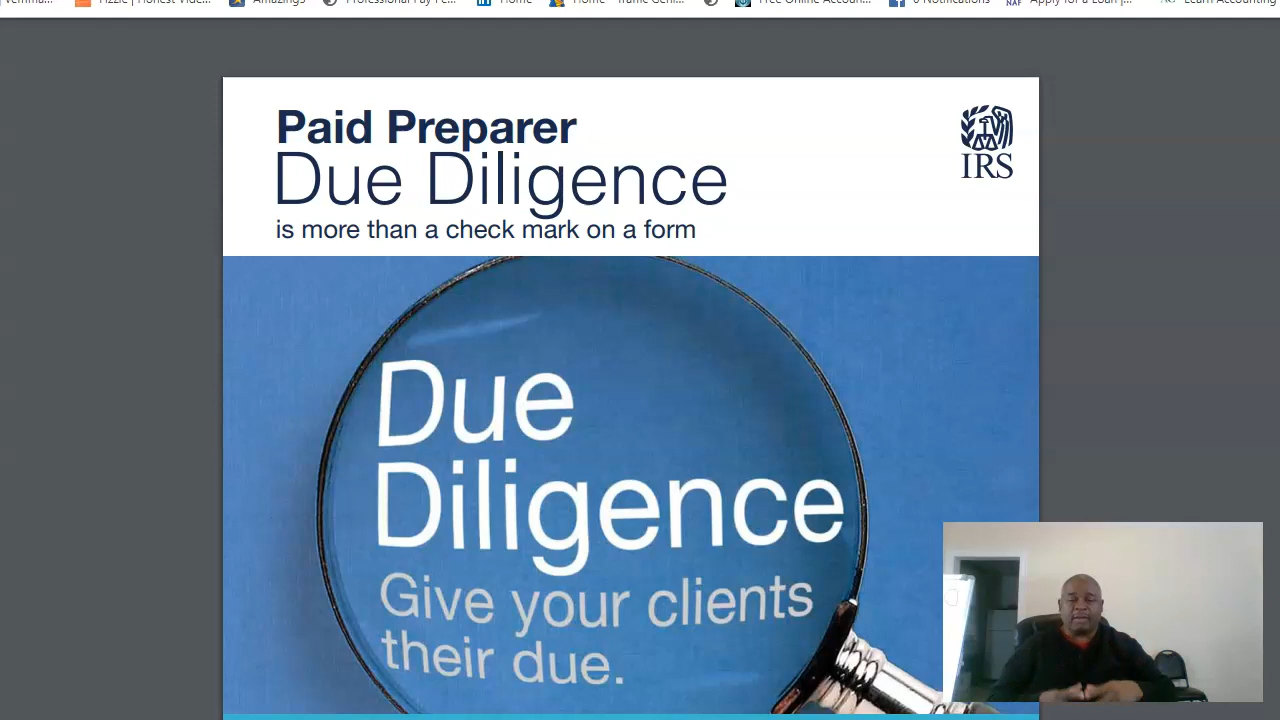 Paid Preparer
Due Diligence
is more than a check mark on a form
IRS
Due
Diligence
Give your clients
their due.